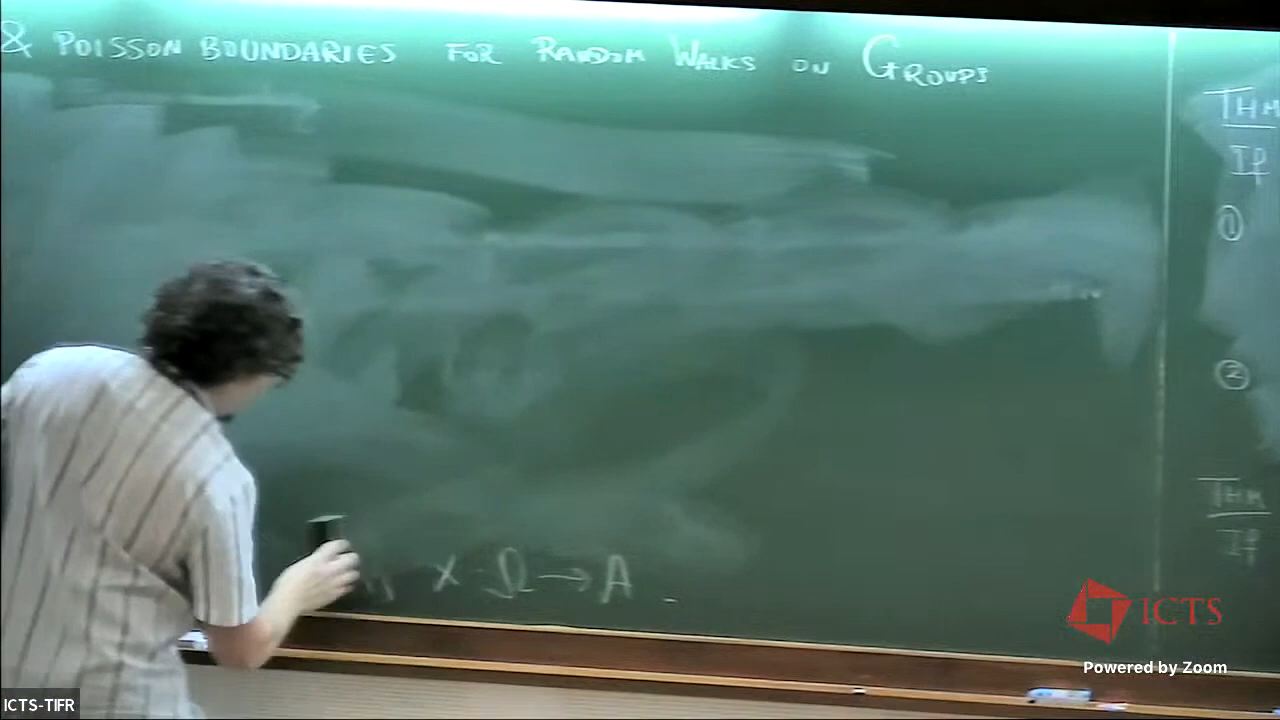 & POISSON BOUNDARIES FOR RANDOM WALKS ON GROUPS
THM
IF
①
②
THM
IF
X Ω → A
ICTS
Powered by Zoom
ICTS-TIFR